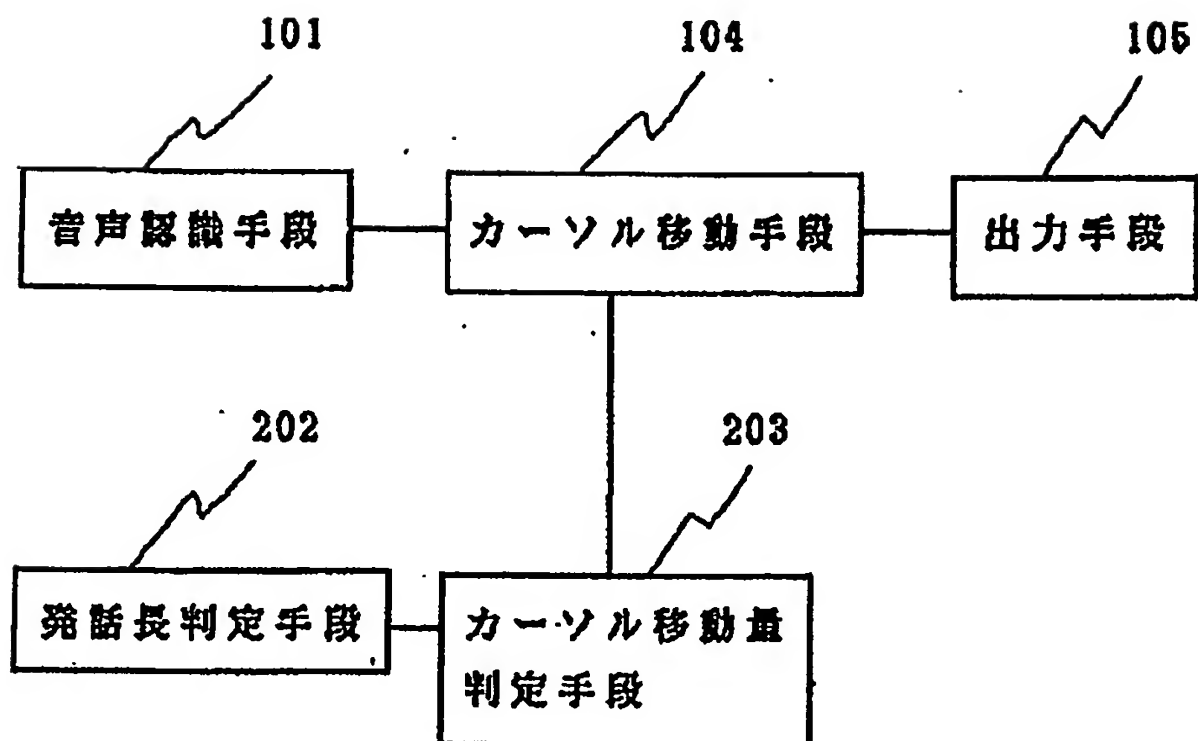 101
104
105
音声認識手段
カーソル移動手段
出力手段
202
203
発話長判定手段
カーソル移動量
判定手段